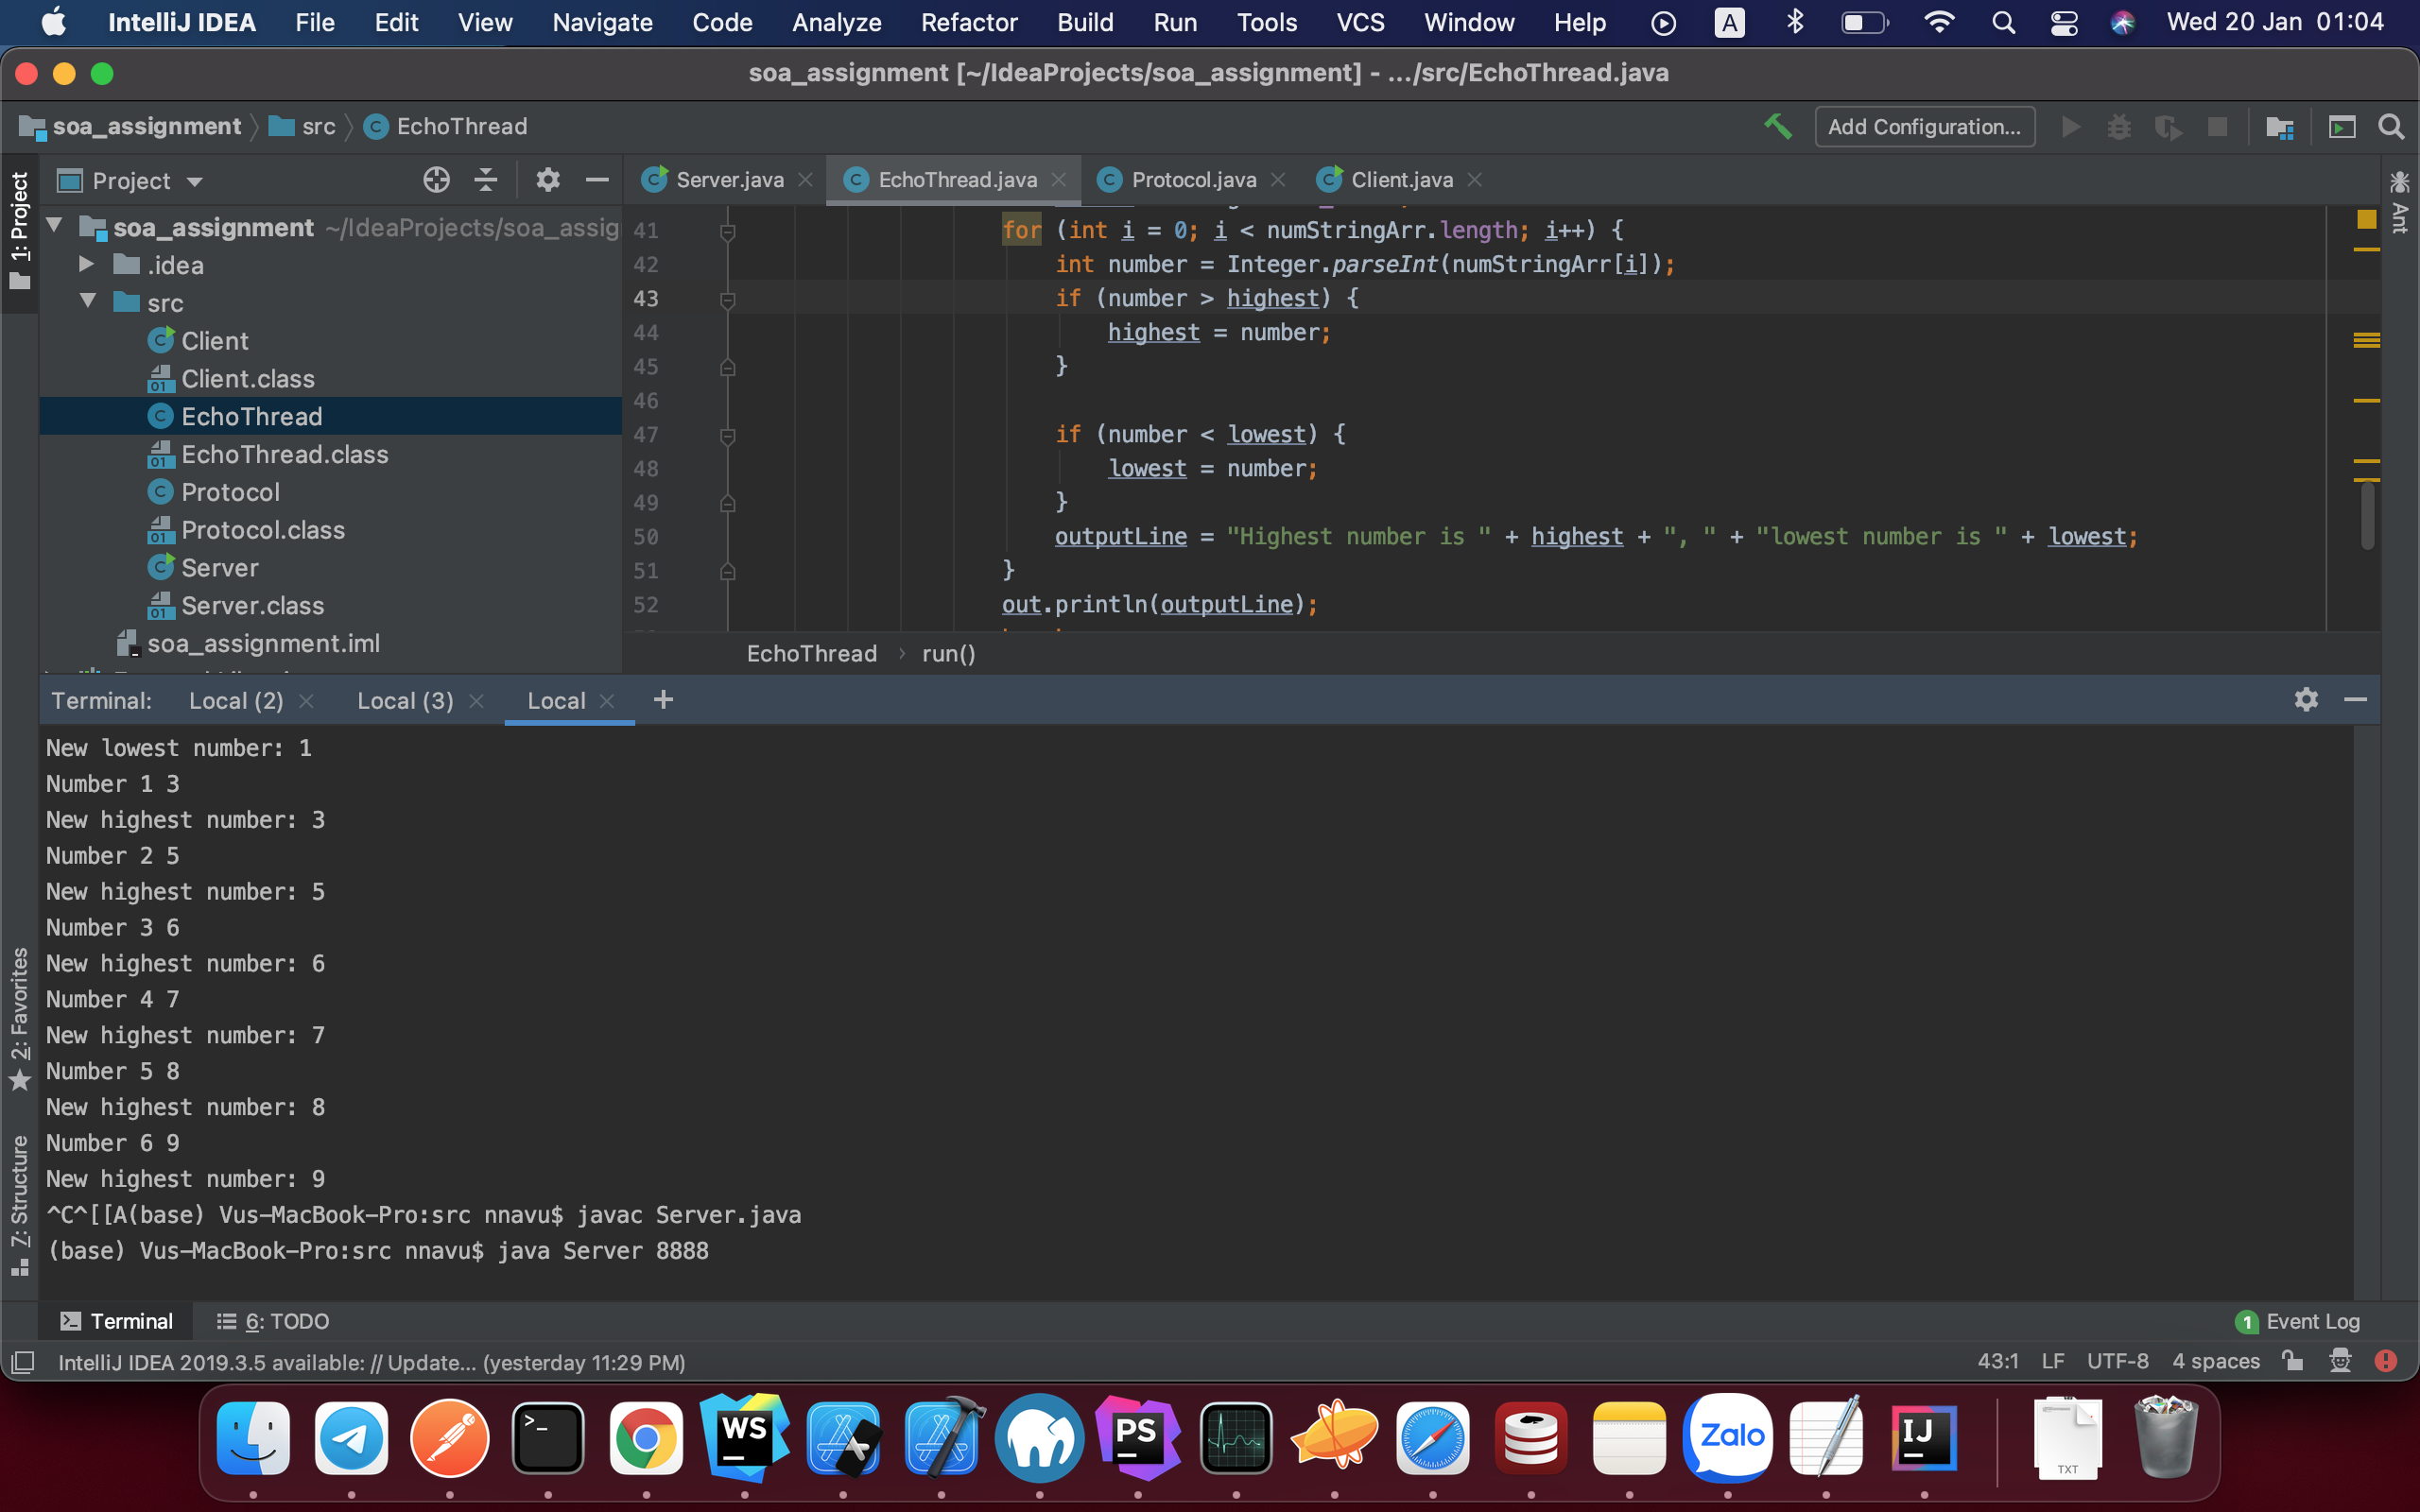 IntelliJ IDEA File Edit View Navigate Code Analyze Refactor Build Run Tools VCS Window Help A Wed 20 Jan 01:04
soa_assignment [~/IdeaProjects/soa_assignment] - .../src/EchoThread.java
soa_assignment src EchoThread Add Configuration...
1: Project
Project
soa_assignment ~/IdeaProjects/soa_assig
.idea
src
Client
Client.class
EchoThread
EchoThread.class
Protocol
Protocol.class
Server
Server.class
soa_assignment.iml
Server.java EchoThread.java Protocol.java Client.java
Ant
41 for (int i = 0; i < numStringArr.length; i++) {
42 int number = Integer.parseInt(numStringArr[i]);
43 if (number > highest) {
44 highest = number;
45 }
46
47 if (number < lowest) {
48 lowest = number;
49 }
50 outputLine = "Highest number is " + highest + ", " + "lowest number is " + lowest;
51 }
52 out.println(outputLine);
EchoThread › run()
Terminal: Local (2) Local (3) Local
New lowest number: 1
Number 1 3
New highest number: 3
Number 2 5
New highest number: 5
Number 3 6
New highest number: 6
Number 4 7
New highest number: 7
Number 5 8
New highest number: 8
Number 6 9
New highest number: 9
^C^[[A(base) Vus-MacBook-Pro:src nnavu$ javac Server.java
(base) Vus-MacBook-Pro:src nnavu$ java Server 8888
2: Favorites
7: Structure
Terminal 6: TODO 1 Event Log
IntelliJ IDEA 2019.3.5 available: // Update... (yesterday 11:29 PM) 43:1 LF UTF-8 4 spaces
WS PS Zalo IJ TXT